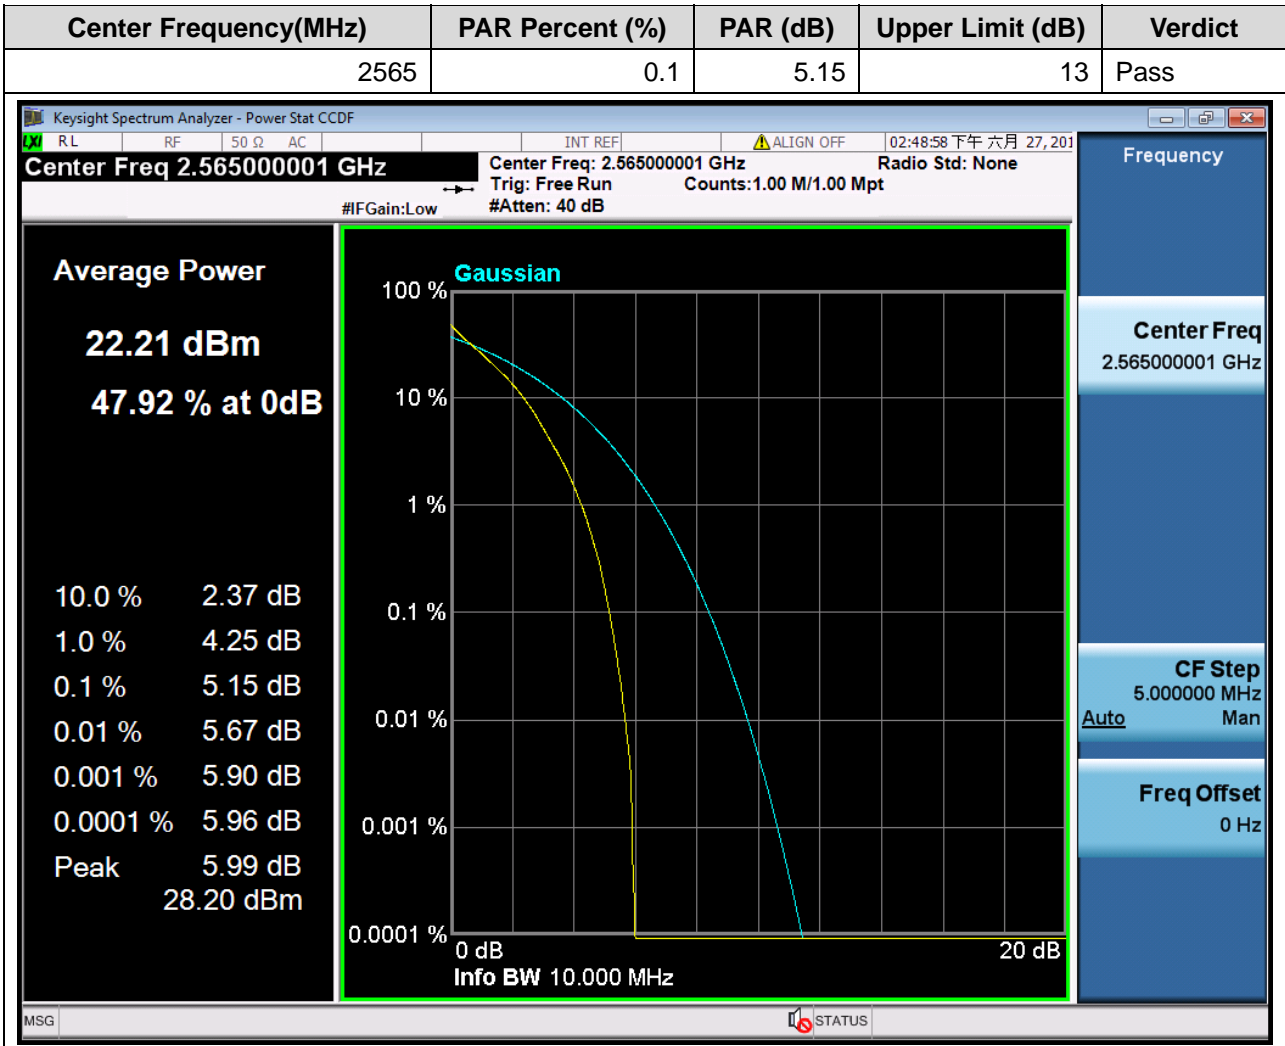 Center Frequency(MHz) PAR Percent (%) PAR (dB) Upper Limit (dB) Verdict
2565 0.1 5.15 13 Pass
Keysight Spectrum Analyzer - Power Stat CCDF
LXI RL RF 50 Ω AC INT REF ALIGN OFF 02:48:58 下午 六月 27, 201
Center Freq 2.565000001 GHz
Center Freq: 2.565000001 GHz Radio Std: None
Trig: Free Run Counts:1.00 M/1.00 Mpt
#IFGain:Low #Atten: 40 dB
Average Power
22.21 dBm
47.92 % at 0dB
10.0 % 2.37 dB
1.0 % 4.25 dB
0.1 % 5.15 dB
0.01 % 5.67 dB
0.001 % 5.90 dB
0.0001 % 5.96 dB
Peak 5.99 dB
28.20 dBm
Gaussian
100 %
10 %
1 %
0.1 %
0.01 %
0.001 %
0.0001 %
0 dB 20 dB
Info BW 10.000 MHz
Frequency
Center Freq
2.565000001 GHz
CF Step
5.000000 MHz
Auto Man
Freq Offset
0 Hz
MSG STATUS